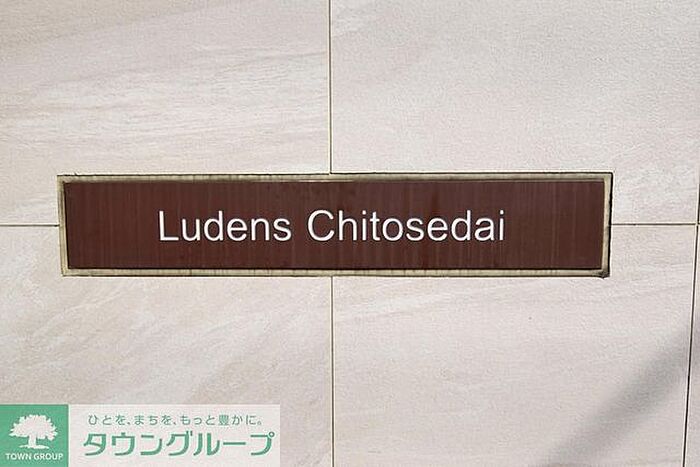 Ludens Chitosedai
ひとを、まちを、もっと豊かに。
TOWN GROUP
タウングループ